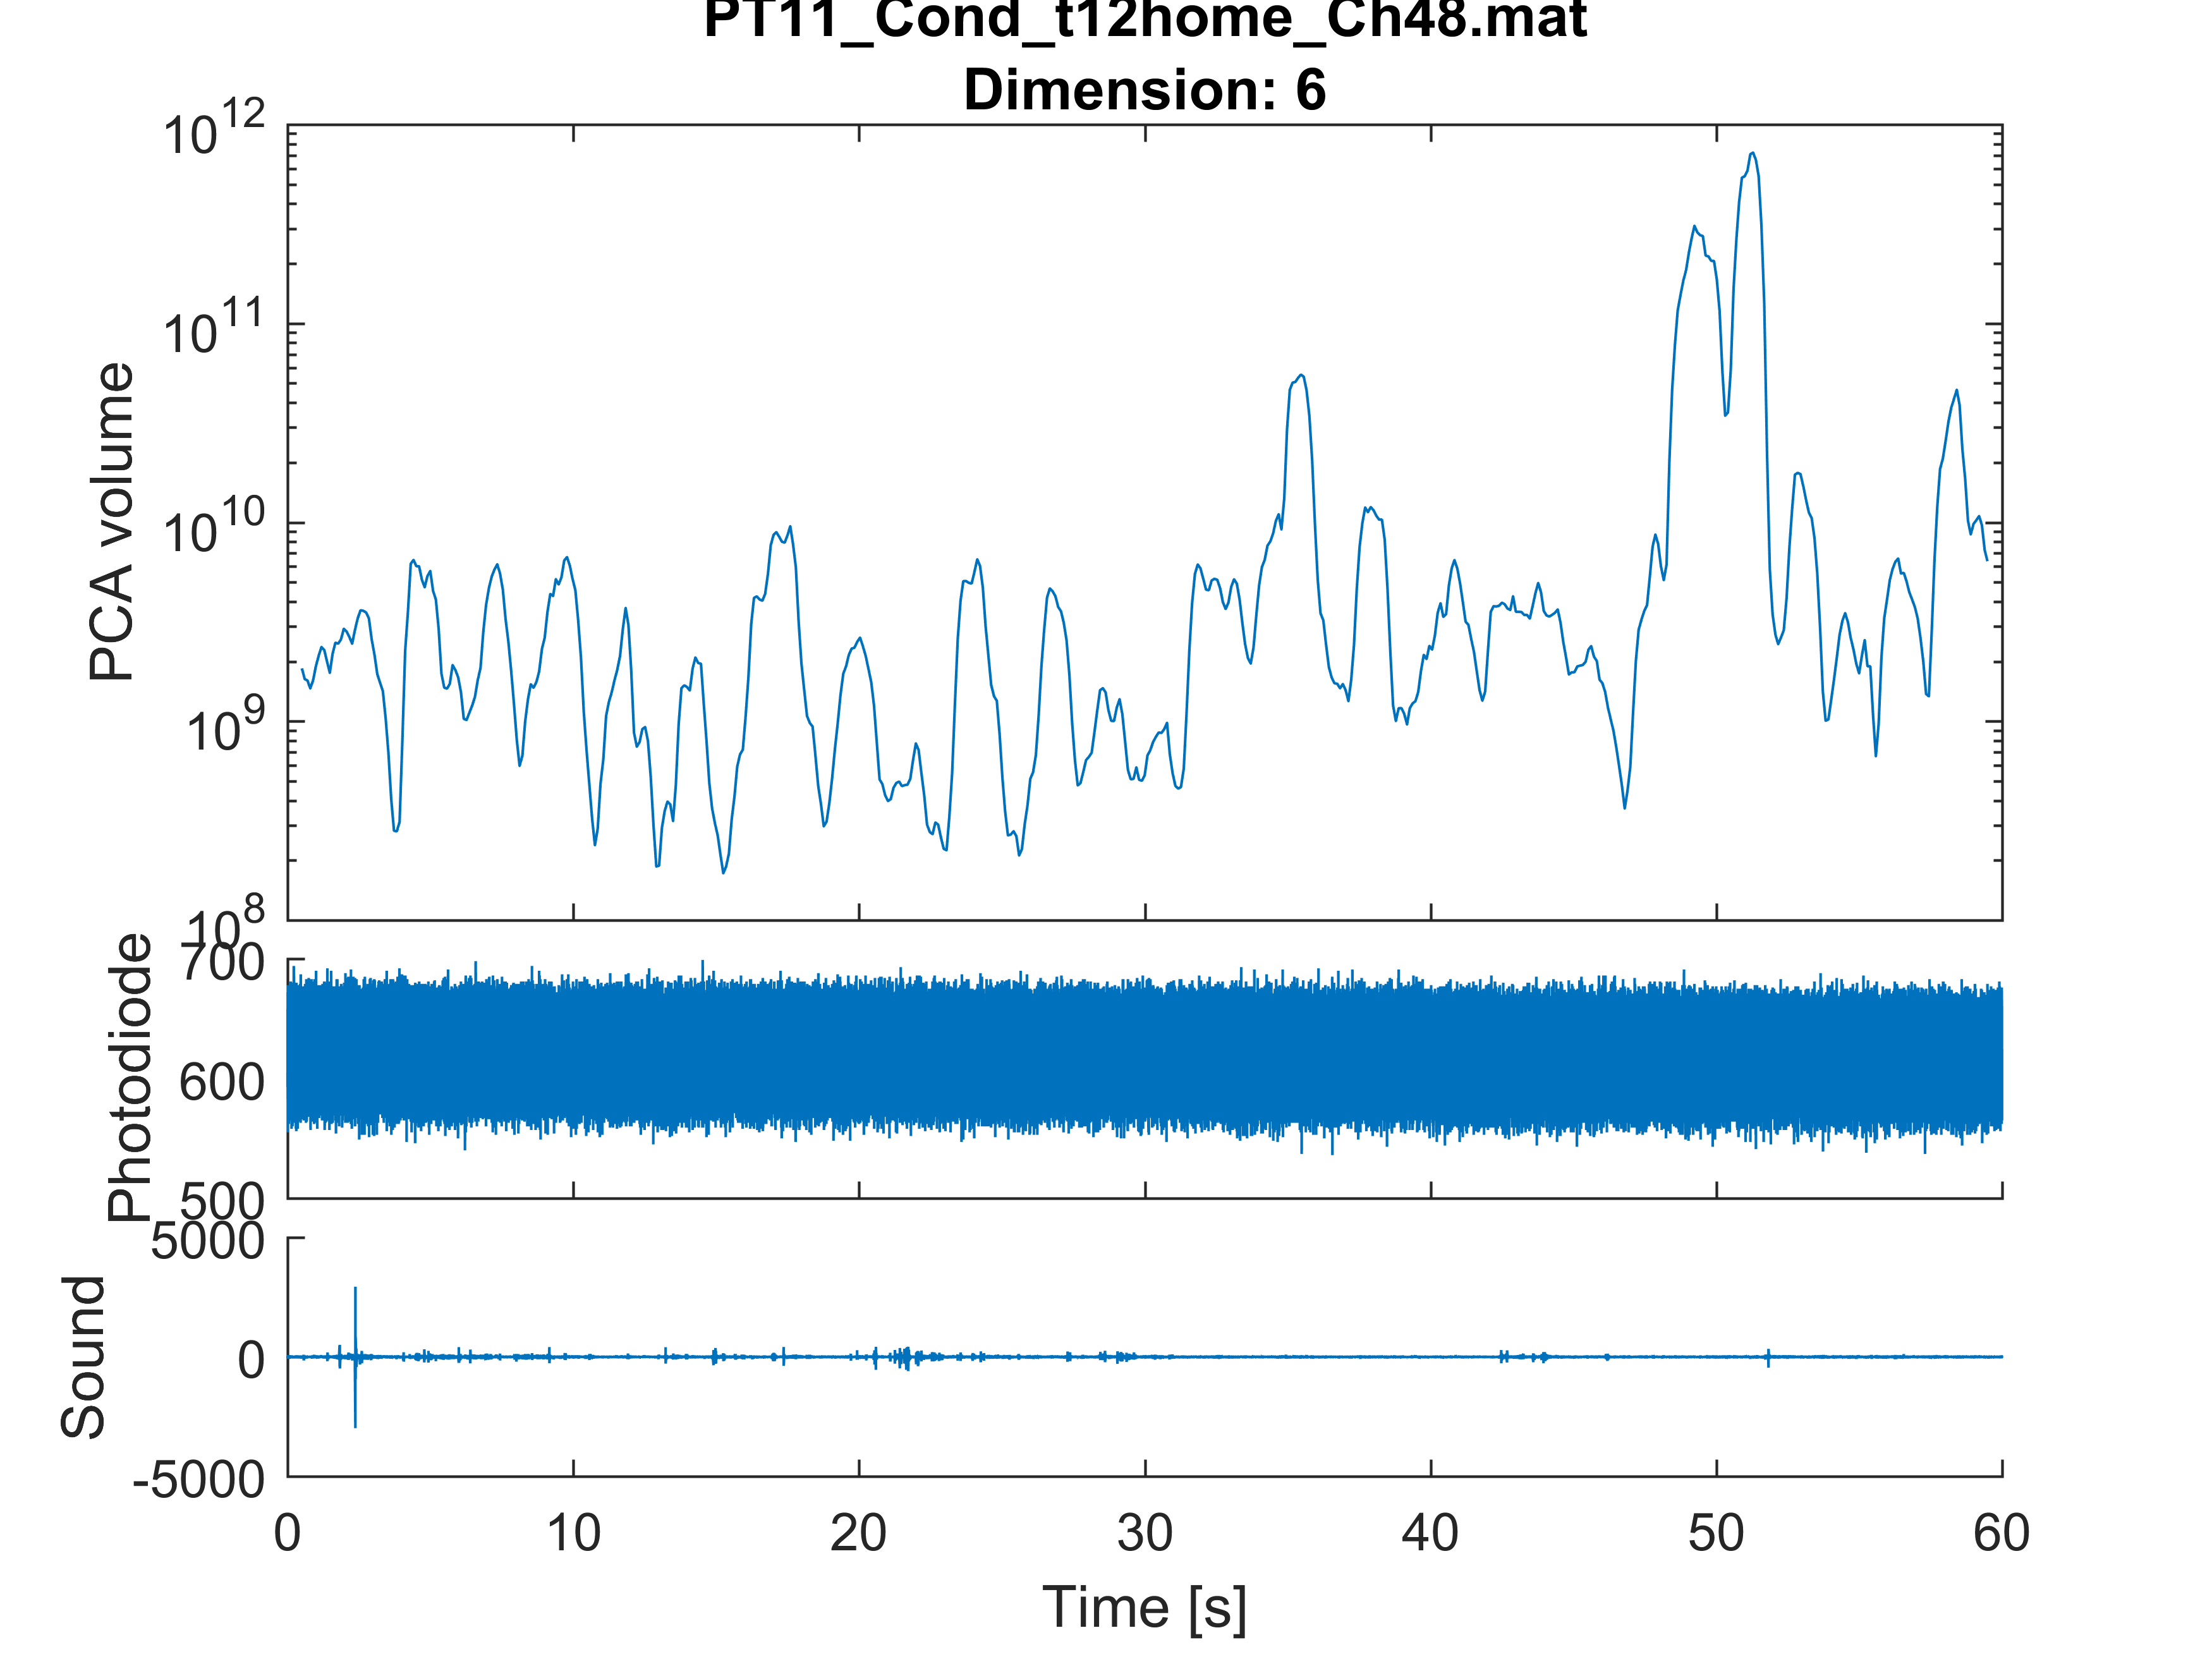 PT11_Cond_t12home_Ch48.mat
Dimension: 6
10^12
10^11
10^10
10^9
10^8
PCA volume
700
600
500
Photodiode
5000
0
-5000
Sound
0 10 20 30 40 50 60
Time [s]